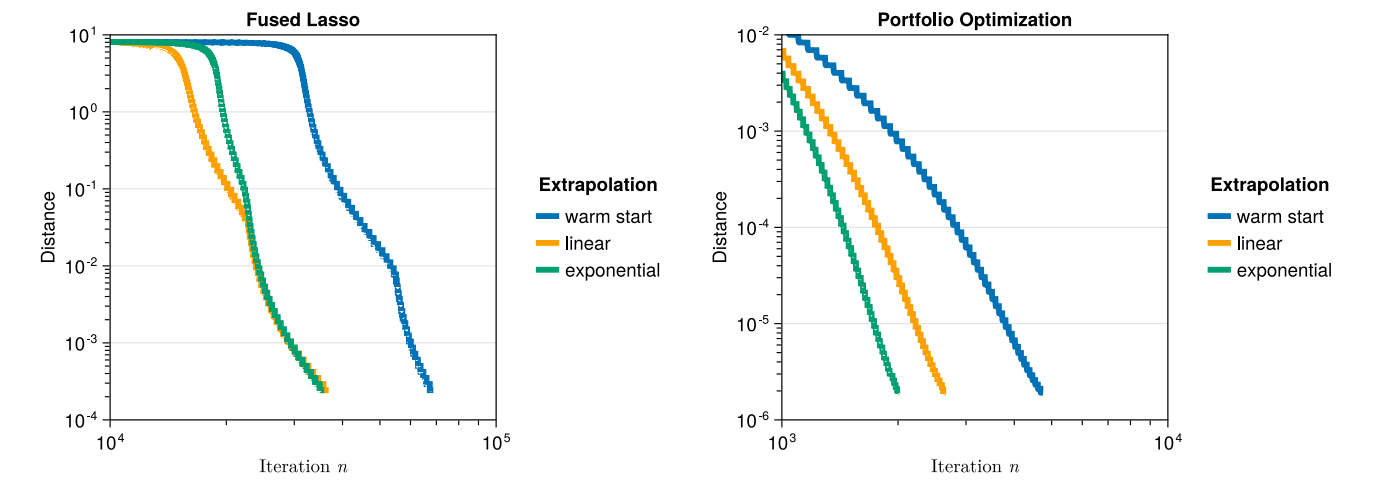 Fused Lasso
10^1
10^0
10^-1
10^-2
10^-3
10^-4
Distance
10^4
10^5
Iteration n
Extrapolation
warm start
linear
exponential
Portfolio Optimization
10^-2
10^-3
10^-4
10^-5
10^-6
Distance
10^3
10^4
Iteration n
Extrapolation
warm start
linear
exponential